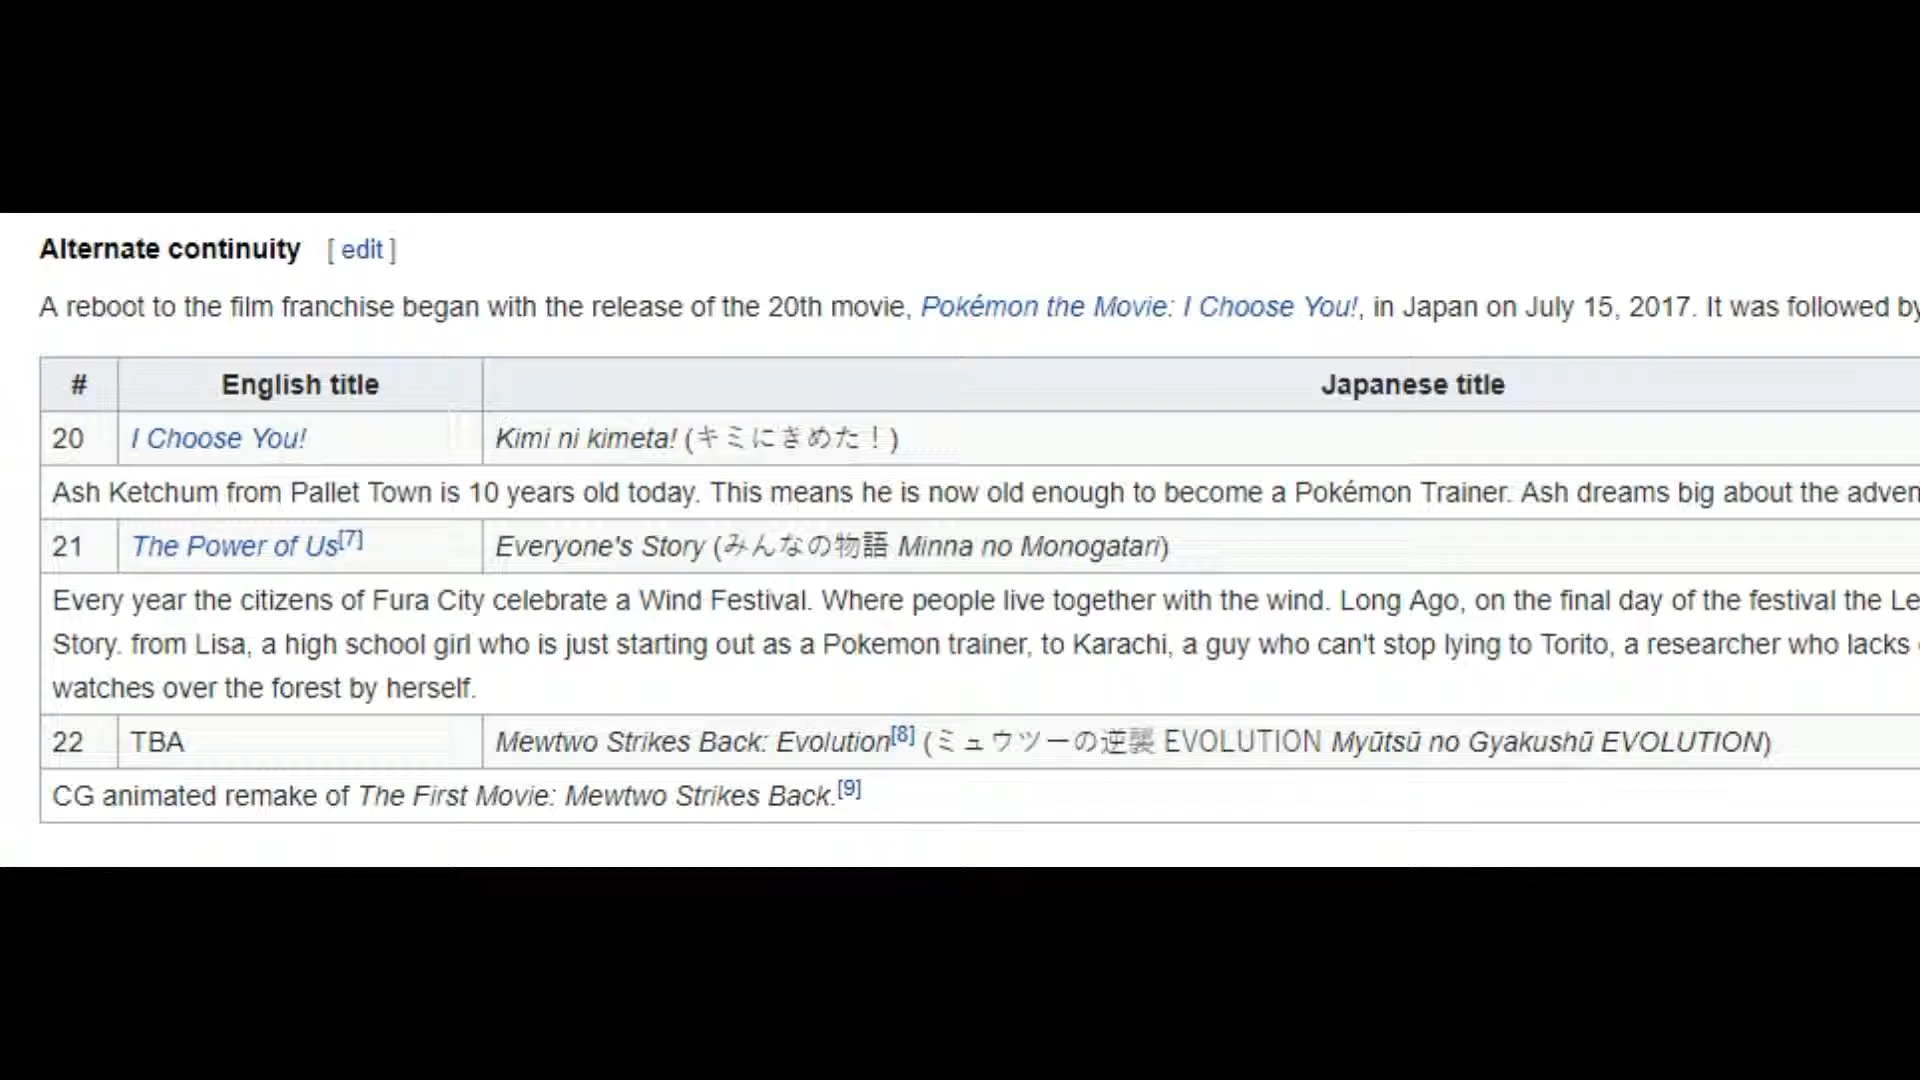 Alternate continuity [ edit ]
A reboot to the film franchise began with the release of the 20th movie, Pokémon the Movie: I Choose You!, in Japan on July 15, 2017. It was followed by
# English title Japanese title
20 I Choose You! Kimi ni kimeta! (キミにきめた！)
Ash Ketchum from Pallet Town is 10 years old today. This means he is now old enough to become a Pokémon Trainer. Ash dreams big about the adven
21 The Power of Us[7] Everyone's Story (みんなの物語 Minna no Monogatari)
Every year the citizens of Fura City celebrate a Wind Festival. Where people live together with the wind. Long Ago, on the final day of the festival the Le
Story. from Lisa, a high school girl who is just starting out as a Pokemon trainer, to Karachi, a guy who can't stop lying to Torito, a researcher who lacks
watches over the forest by herself.
22 TBA Mewtwo Strikes Back: Evolution[8] (ミュウツーの逆襲 EVOLUTION Myūtsū no Gyakushū EVOLUTION)
CG animated remake of The First Movie: Mewtwo Strikes Back.[9]